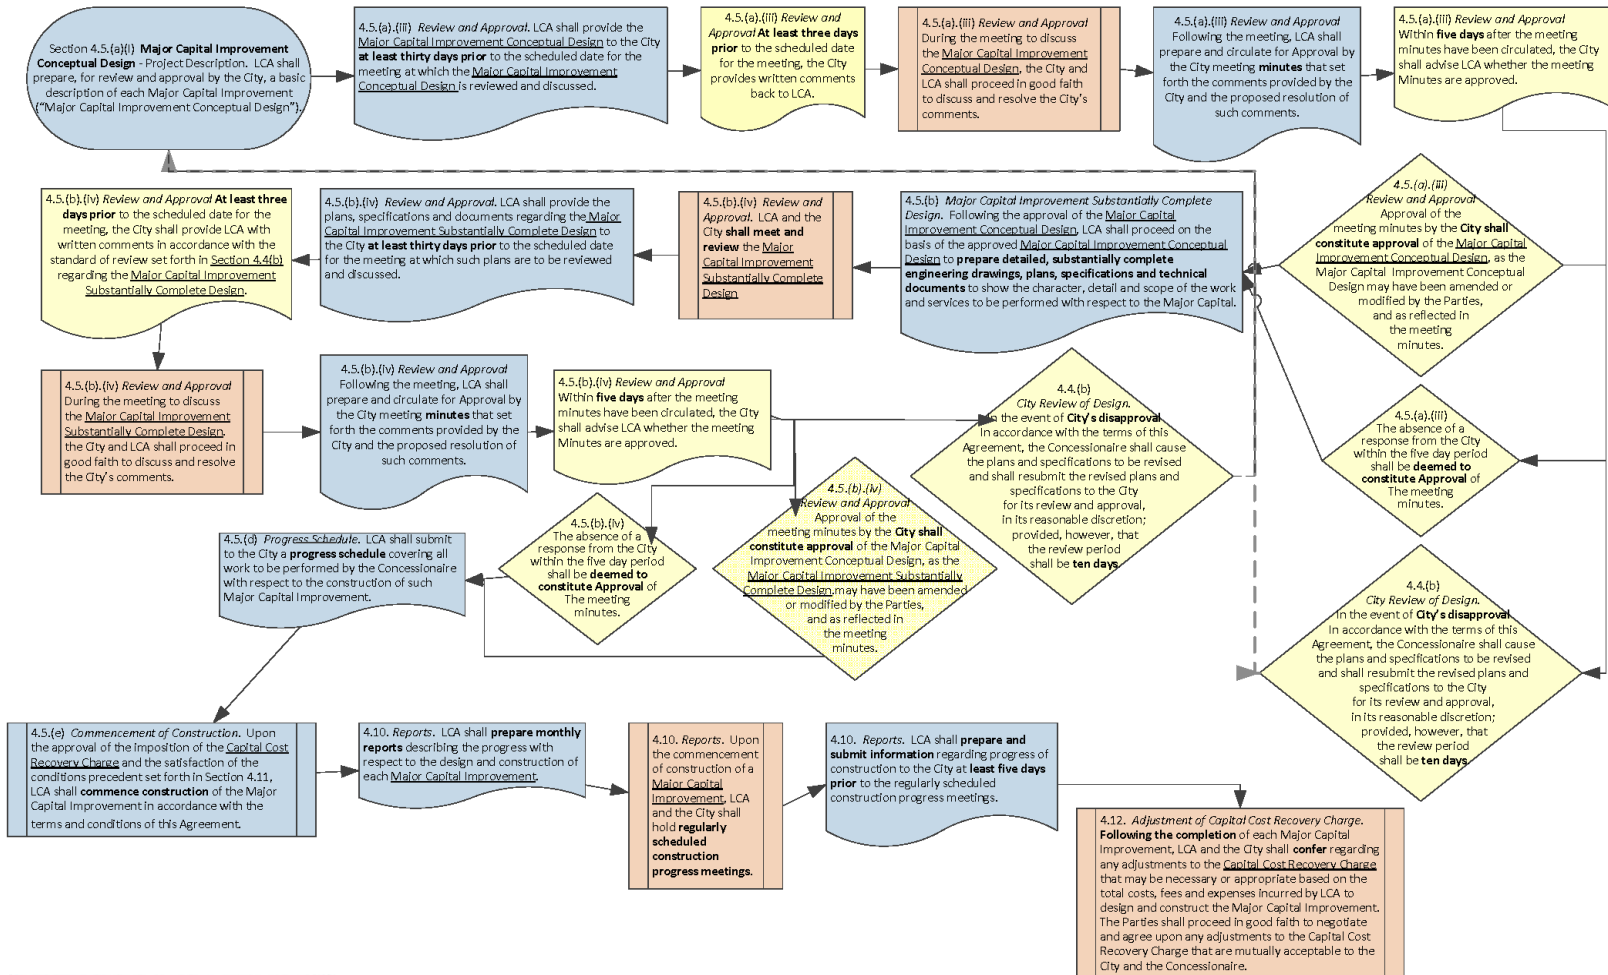 Section 4.5.(a)(i) Major Capital Improvement
Conceptual Design - Project Description. LCA shall
prepare, for review and approval by the City, a basic
description of each Major Capital Improvement
("Major Capital Improvement Conceptual Design").
4.5.(a).(iii) Review and Approval. LCA shall provide the
Major Capital Improvement Conceptual Design to the City
at least thirty days prior to the scheduled date for the
meeting at which the Major Capital Improvement
Conceptual Design is reviewed and discussed.
4.5.(a).(iii) Review and
Approval At least three days
prior to the scheduled date
for the meeting, the City
provides written comments
back to LCA.
4.5.(a).(iii) Review and Approval
During the meeting to discuss
the Major Capital Improvement
Conceptual Design, the City and
LCA shall proceed in good faith
to discuss and resolve the City's
comments.
4.5.(a).(iii) Review and Approval
Following the meeting, LCA shall
prepare and circulate for Approval by
the City meeting minutes that set
forth the comments provided by the
City and the proposed resolution of
such comments.
4.5.(a).(iii) Review and Approval
Within five days after the meeting
minutes have been circulated, the City
shall advise LCA whether the meeting
Minutes are approved.
4.5.(b).(iv) Review and Approval At least three
days prior to the scheduled date for the
meeting, the City shall provide LCA with
written comments in accordance with the
standard of review set forth in Section 4.4(b)
regarding the Major Capital Improvement
Substantially Complete Design.
4.5.(b).(iv) Review and Approval. LCA shall provide the
plans, specifications and documents regarding the Major
Capital Improvement Substantially Complete Design to
the City at least thirty days prior to the scheduled date
for the meeting at which such plans are to be reviewed
and discussed.
4.5.(b).(iv) Review and
Approval. LCA and the
City shall meet and
review the Major
Capital Improvement
Substantially Complete
Design
4.5.(b) Major Capital Improvement Substantially Complete
Design. Following the approval of the Major Capital
Improvement Conceptual Design, LCA shall proceed on the
basis of the approved Major Capital Improvement Conceptual
Design to prepare detailed, substantially complete
engineering drawings, plans, specifications and technical
documents to show the character, detail and scope of the work
and services to be performed with respect to the Major Capital.
4.5.(a).(iii)
Review and Approval
Approval of the
meeting minutes by the City shall
constitute approval of the Major Capital
Improvement Conceptual Design, as the
Major Capital Improvement Conceptual
Design may have been amended or
modified by the Parties,
and as reflected in
the meeting
minutes.
4.5.(b).(iv) Review and Approval
During the meeting to discuss
the Major Capital Improvement
Substantially Complete Design,
the City and LCA shall proceed in
good faith to discuss and resolve
the City's comments.
4.5.(b).(iv) Review and Approval
Following the meeting, LCA shall
prepare and circulate for Approval by
the City meeting minutes that set
forth the comments provided by the
City and the proposed resolution of
such comments.
4.5.(b).(iv) Review and Approval
Within five days after the meeting
minutes have been circulated, the City
shall advise LCA whether the meeting
Minutes are approved.
4.4.(b)
City Review of Design.
In the event of City's disapproval
In accordance with the terms of this
Agreement, the Concessionaire shall cause
the plans and specifications to be revised
and shall resubmit the revised plans and
specifications to the City
for its review and approval,
in its reasonable discretion;
provided, however, that
the review period
shall be ten days.
4.5.(a).(iii)
The absence of a
response from the City
within the five day period
shall be deemed to
constitute Approval of
The meeting
minutes.
4.5.(d) Progress Schedule. LCA shall submit
to the City a progress schedule covering all
work to be performed by the Concessionaire
with respect to the construction of such
Major Capital Improvement.
4.5.(b).(iv)
The absence of a
response from the City
within the five day period
shall be deemed to
constitute Approval of
The meeting
minutes.
4.5.(b).(iv)
Review and Approval
Approval of the
meeting minutes by the City shall
constitute approval of the Major Capital
Improvement Conceptual Design, as the
Major Capital Improvement Substantially
Complete Design may have been amended
or modified by the Parties,
and as reflected in
the meeting
minutes.
4.4.(b)
City Review of Design.
In the event of City's disapproval
In accordance with the terms of this
Agreement, the Concessionaire shall cause
the plans and specifications to be revised
and shall resubmit the revised plans and
specifications to the City
for its review and approval,
in its reasonable discretion;
provided, however, that
the review period
shall be ten days.
4.5.(e) Commencement of Construction. Upon
the approval of the imposition of the Capital Cost
Recovery Charge and the satisfaction of the
conditions precedent set forth in Section 4.11,
LCA shall commence construction of the Major
Capital Improvement in accordance with the
terms and conditions of this Agreement.
4.10. Reports. LCA shall prepare monthly
reports describing the progress with
respect to the design and construction of
each Major Capital Improvement.
4.10. Reports. Upon
the commencement
of construction of a
Major Capital
Improvement, LCA
and the City shall
hold regularly
scheduled
construction
progress meetings.
4.10. Reports. LCA shall prepare and
submit information regarding progress of
construction to the City at least five days
prior to the regularly scheduled
construction progress meetings.
4.12. Adjustment of Capital Cost Recovery Charge.
Following the completion of each Major Capital
Improvement, LCA and the City shall confer regarding
any adjustments to the Capital Cost Recovery Charge
that may be necessary or appropriate based on the
total costs, fees and expenses incurred by LCA to
design and construct the Major Capital Improvement.
The Parties shall proceed in good faith to negotiate
and agree upon any adjustments to the Capital Cost
Recovery Charge that are mutually acceptable to the
City and the Concessionaire.